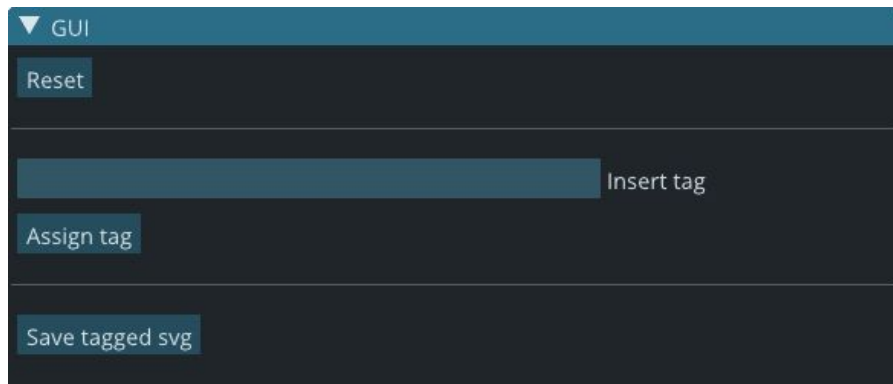 GUI
Reset
Insert tag
Assign tag
Save tagged svg